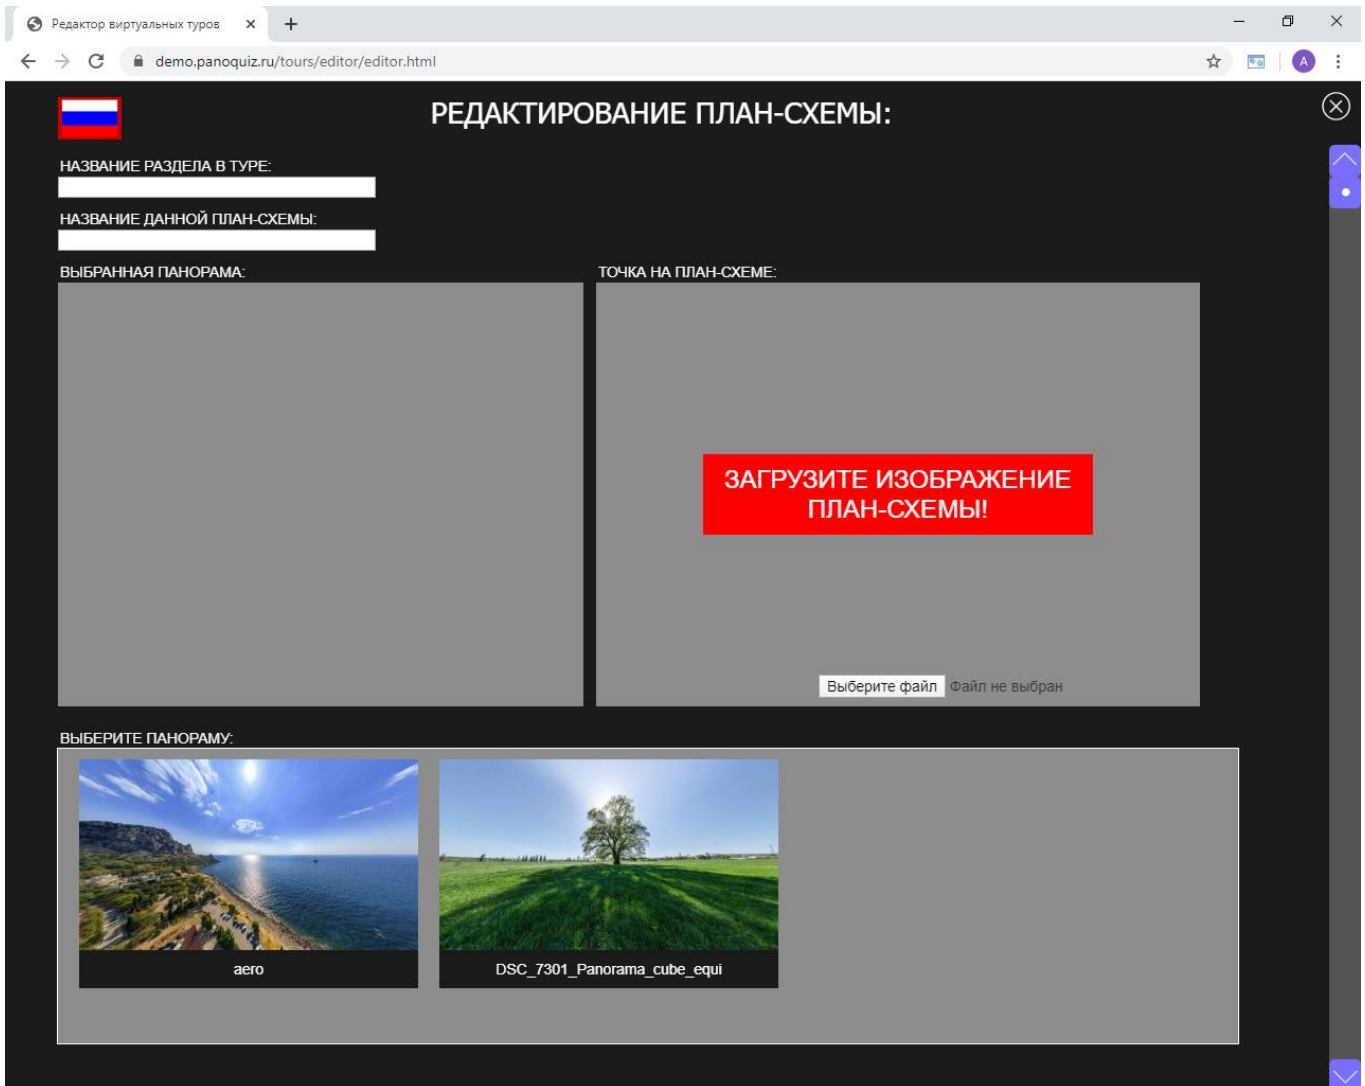 Редактор виртуальных туров
demo.panoquiz.ru/tours/editor/editor.html
A
РЕДАКТИРОВАНИЕ ПЛАН-СХЕМЫ:
НАЗВАНИЕ РАЗДЕЛА В ТУРЕ:
НАЗВАНИЕ ДАННОЙ ПЛАН-СХЕМЫ:
ВЫБРАННАЯ ПАНОРАМА:
ТОЧКА НА ПЛАН-СХЕМЕ:
ЗАГРУЗИТЕ ИЗОБРАЖЕНИЕ
ПЛАН-СХЕМЫ!
Выберите файл Файл не выбран
ВЫБЕРИТЕ ПАНОРАМУ:
aero
DSC_7301_Panorama_cube_equi